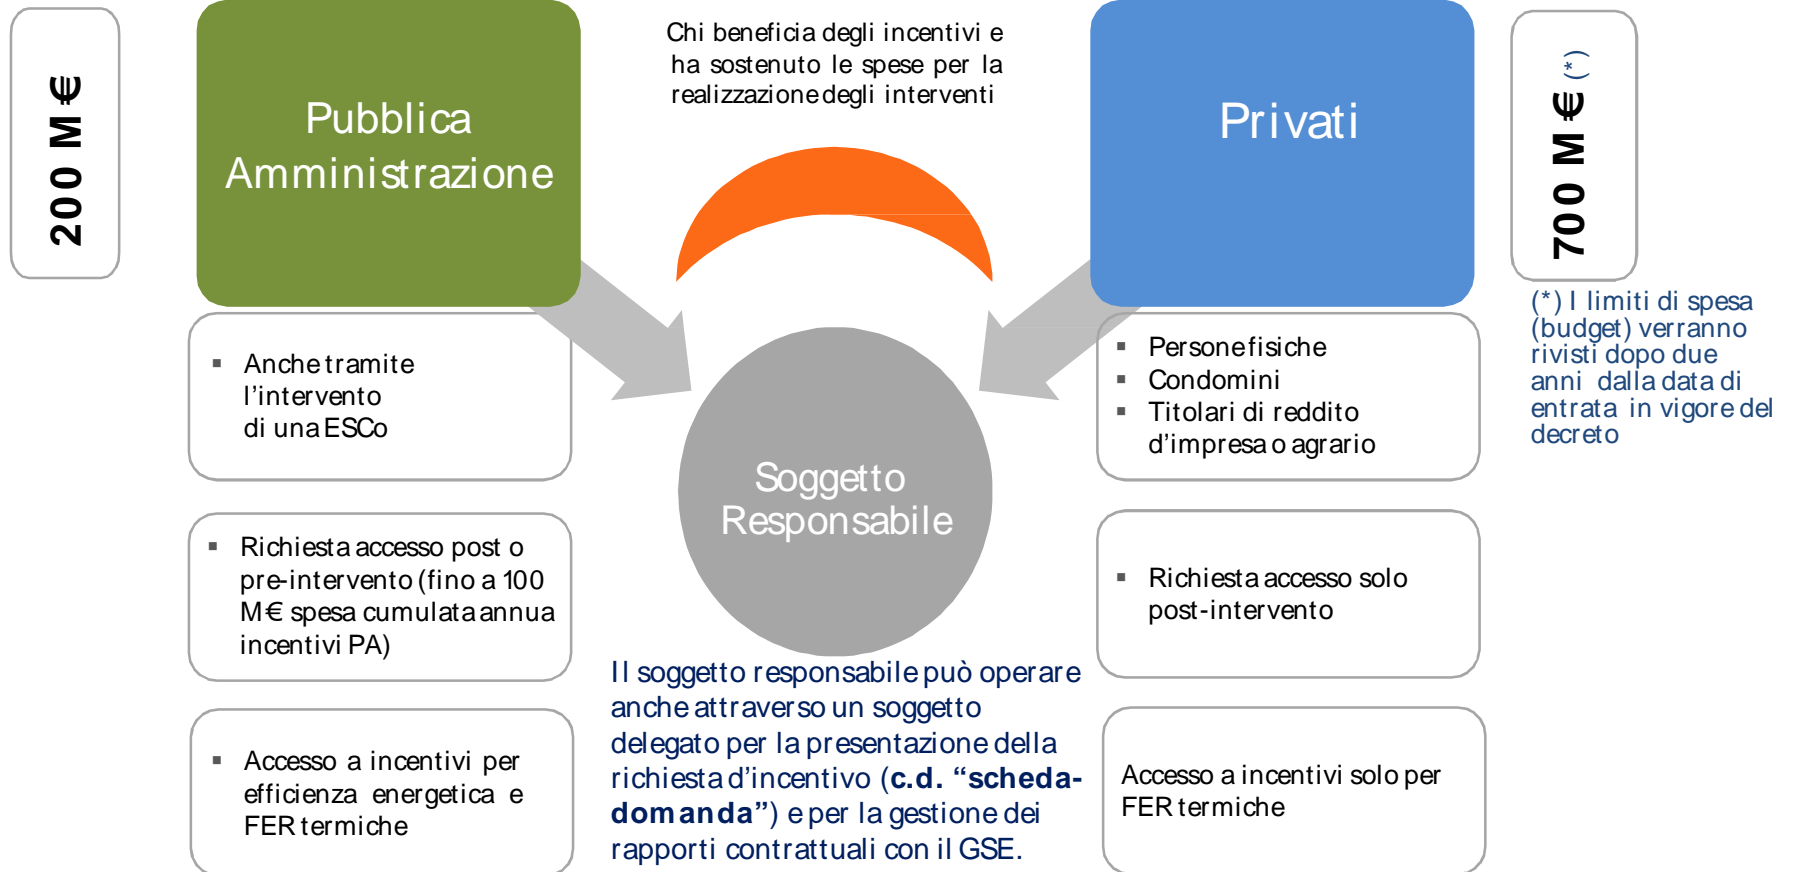 200 M€
Pubblica
Amministrazione
Anche tramite
l’intervento
di una ESCo
Richiesta accesso post o
pre-intervento (fino a 100
M€ spesa cumulata annua
incentivi PA)
Accesso a incentivi per
efficienza energetica e
FER termiche
Chi beneficia degli incentivi e
ha sostenuto le spese per la
realizzazione degli interventi
Soggetto
Responsabile
Il soggetto responsabile può operare
anche attraverso un soggetto
delegato per la presentazione della
richiesta d’incentivo (c.d. “scheda-
domanda”) e per la gestione dei
rapporti contrattuali con il GSE.
Privati
Persone fisiche
Condomini
Titolari di reddito
d’impresa o agrario
Richiesta accesso solo
post-intervento
Accesso a incentivi solo per
FER termiche
700 M€ (*)
(*) I limiti di spesa
(budget) verranno
rivisti dopo due
anni dalla data di
entrata in vigore del
decreto